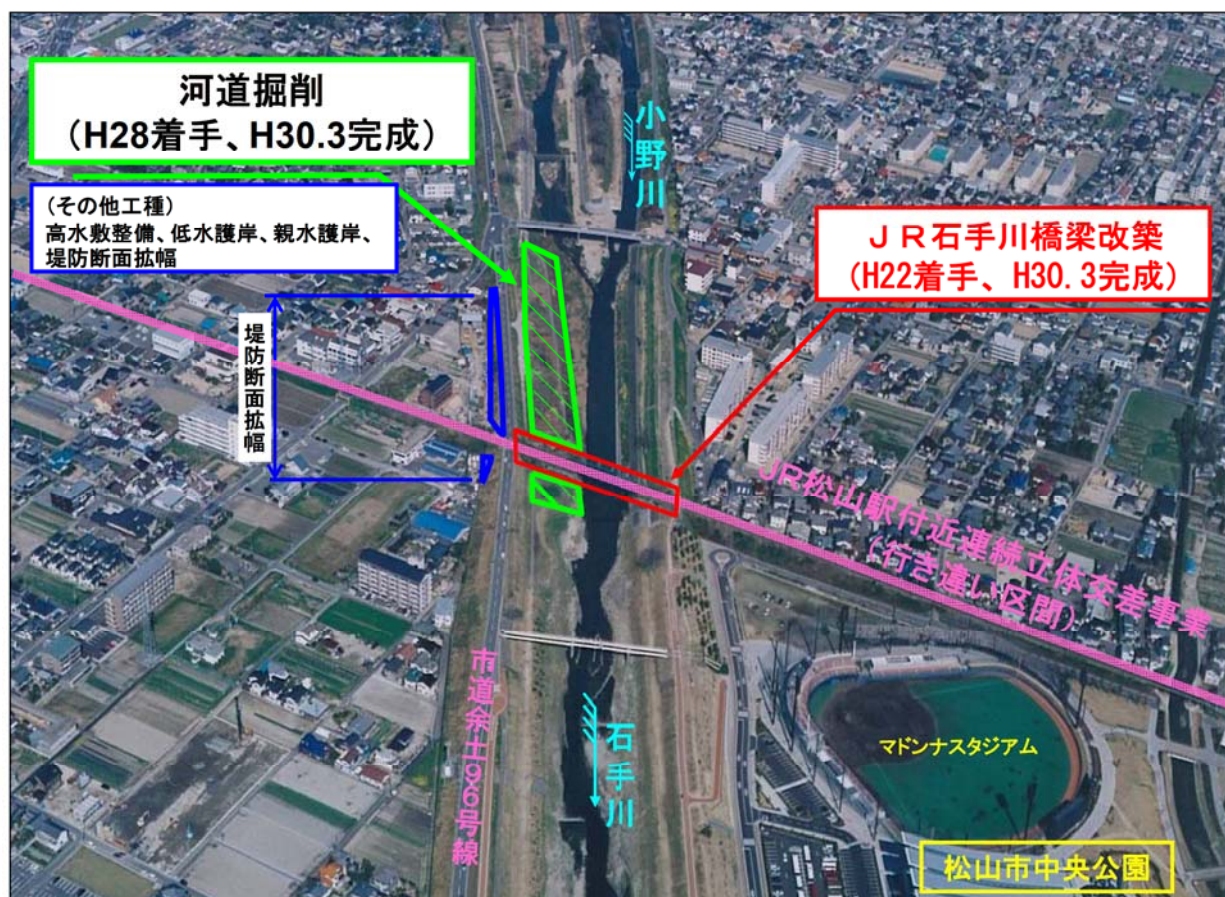 河道掘削
（H28着手、H30.3完成）
（その他工種）
高水敷整備、低水護岸、親水護岸、
堤防断面拡幅
小野川
ＪＲ石手川橋梁改築
（H22着手、H30.3完成）
堤防断面拡幅
JR松山駅付近連続立体交差事業
（行き違い区間）
市道余土96号線
石手川
マドンナスタジアム
松山市中央公園